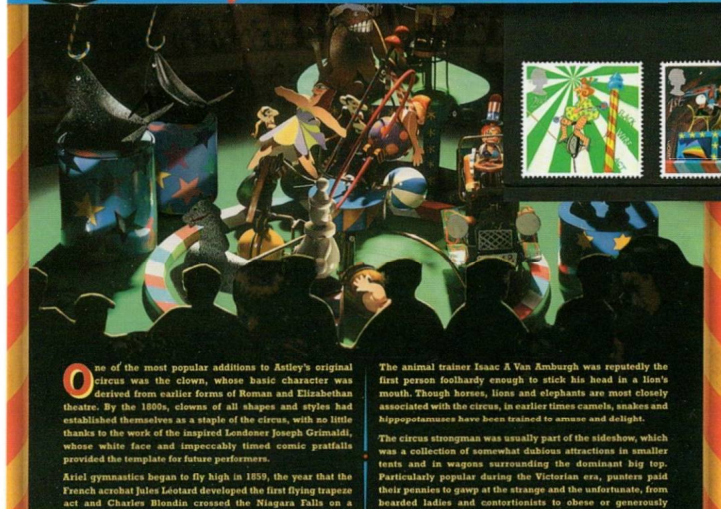 One of the most popular additions to Astley's original
circus was the clown, whose basic character was
derived from earlier forms of Roman and Elizabethan
theatre. By the 1800s, clowns of all shapes and styles had
established themselves as a staple of the circus, with no little
thanks to the work of the inspired Londoner Joseph Grimaldi,
whose white face and impeccably timed comic pratfalls
provided the template for future performers.
Ariel gymnastics began to fly high in 1859, the year that the
French acrobat Jules Léotard developed the first flying trapeze
act and Charles Blondin crossed the Niagara Falls on a
The animal trainer Isaac A Van Amburgh was reputedly the
first person foolhardy enough to stick his head in a lion's
mouth. Though horses, lions and elephants are most closely
associated with the circus, in earlier times camels, snakes and
hippopotamuses have been trained to amuse and delight.
The circus strongman was usually part of the sideshow, which
was a collection of somewhat dubious attractions in smaller
tents and in wagons surrounding the dominant big top.
Particularly popular during the Victorian era, punters paid
their pennies to gawp at the strange and the unfortunate, from
bearded ladies and contortionists to obese or generously